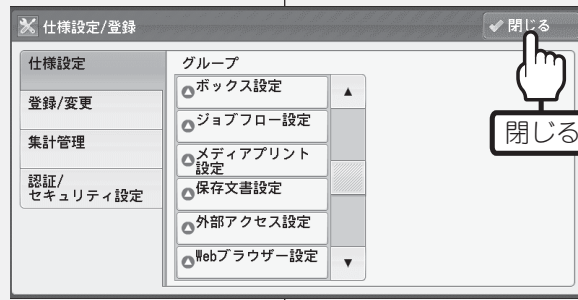 仕様設定/登録
閉じる
仕様設定
登録/変更
集計管理
認証/
セキュリティ設定
グループ
ボックス設定
ジョブフロー設定
メディアプリント
設定
保存文書設定
外部アクセス設定
Webブラウザー設定
閉じる